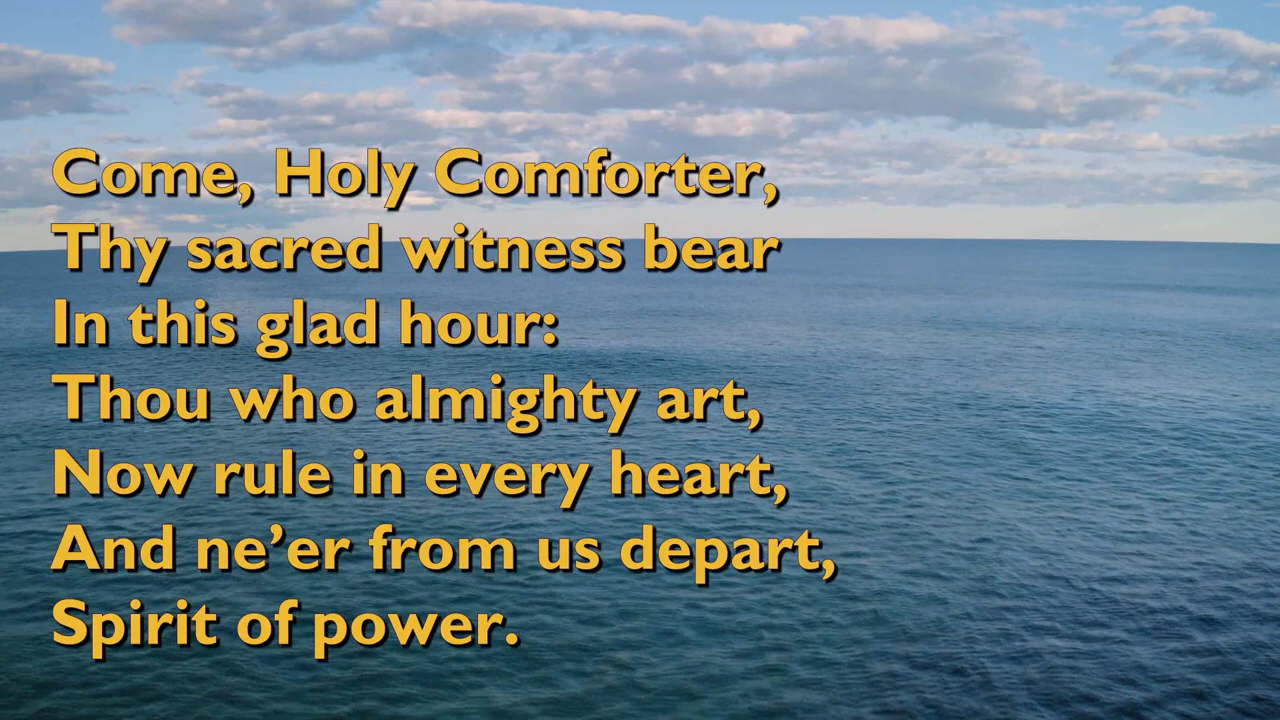 Come, Holy Comforter,
Thy sacred witness bear
In this glad hour:
Thou who almighty art,
Now rule in every heart,
And ne’er from us depart,
Spirit of power.